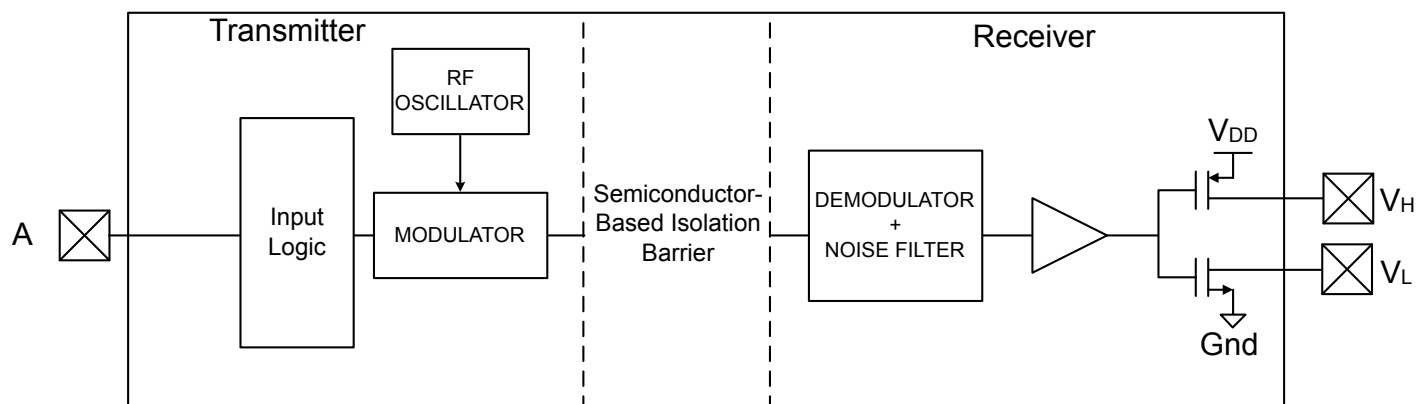 Transmitter
Receiver
RF
OSCILLATOR
VDD
Semiconductor-
Based Isolation
Barrier
A
Input
Logic
MODULATOR
DEMODULATOR
+
NOISE FILTER
VH
VL
Gnd